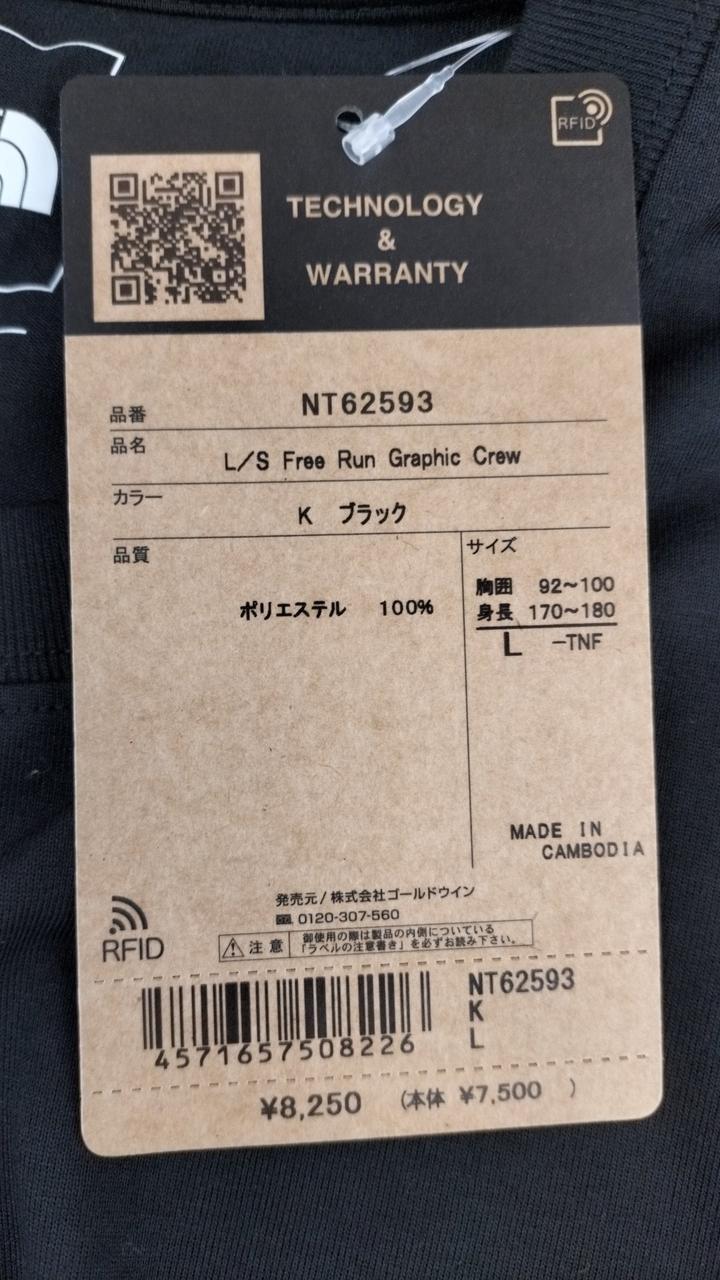 RFID
TECHNOLOGY
&
WARRANTY
品番 NT62593
品名 L/S Free Run Graphic Crew
カラー K ブラック
品質 ポリエステル 100%
サイズ
胸囲 92〜100
身長 170〜180
L -TNF
MADE IN
CAMBODIA
発売元/株式会社ゴールドウイン
0120-307-560
RFID
注意 御使用の際は製品の内側についている
「ラベルの注意書き」を必ずお読み下さい。
4571657508226
NT62593
K
L
¥8,250 (本体 ¥7,500 )